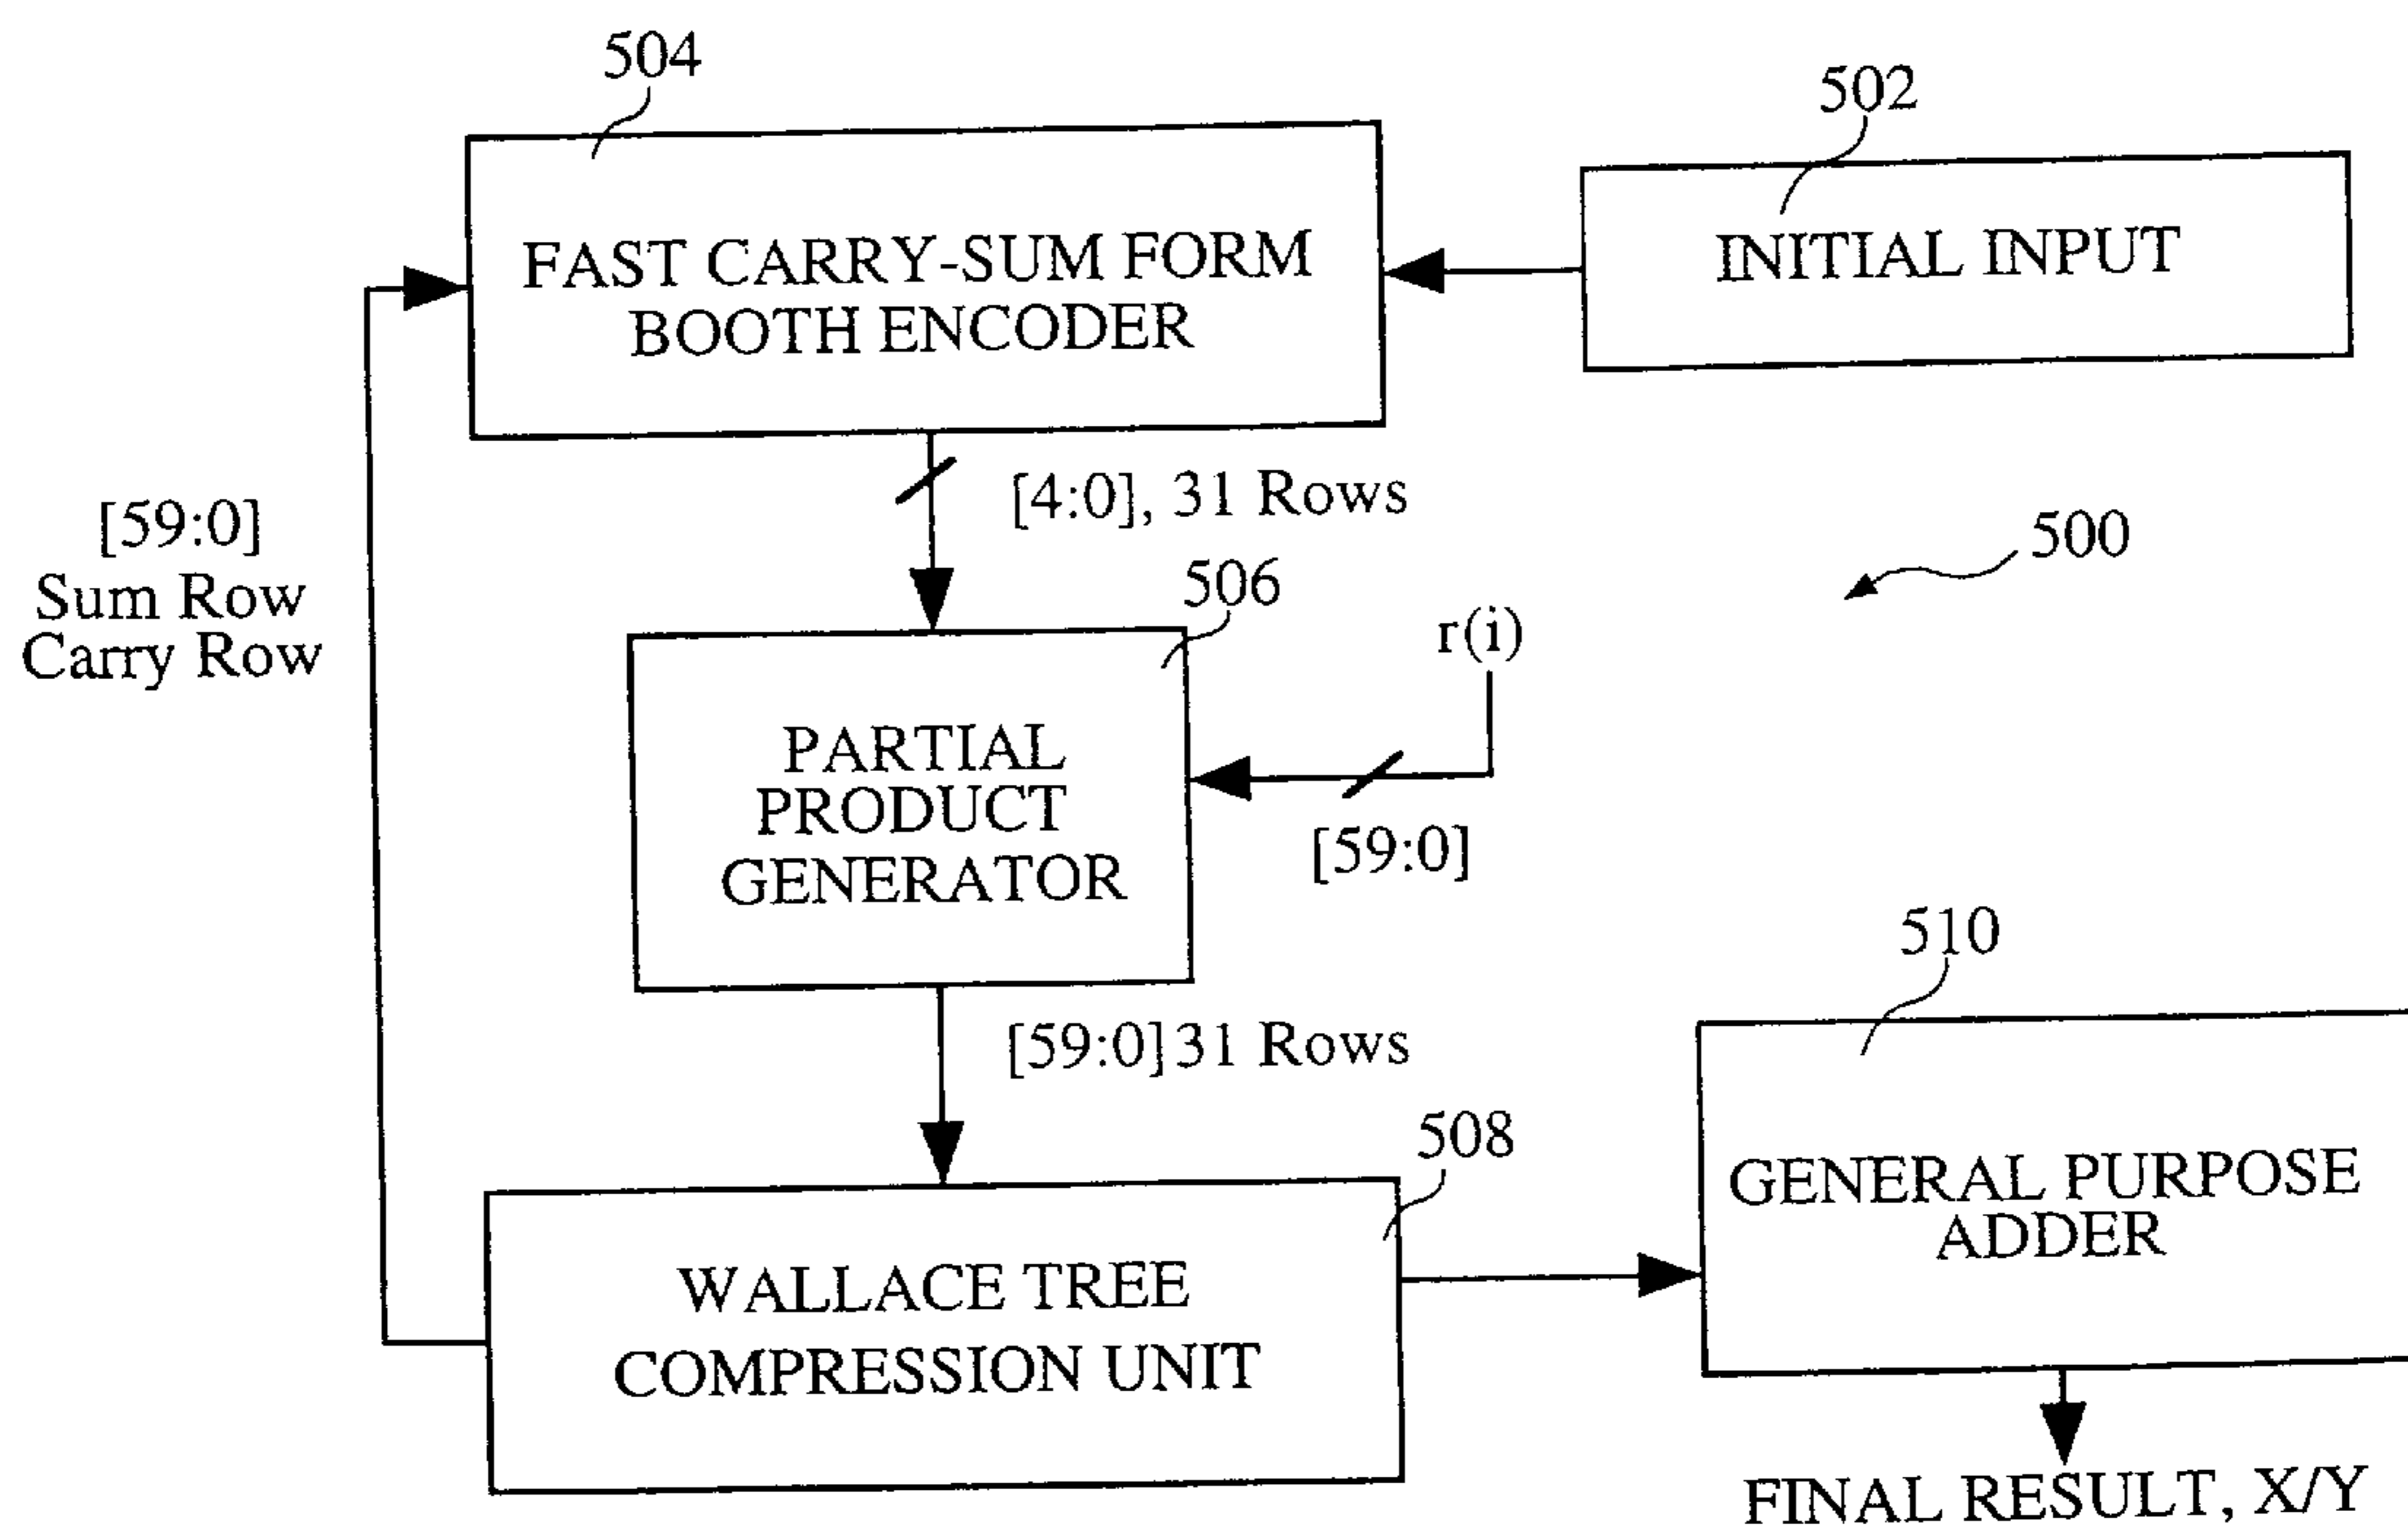 504
502
FAST CARRY-SUM FORM
BOOTH ENCODER
INITIAL INPUT
[4:0], 31 Rows
[59:0]
Sum Row
Carry Row
500
506
r(i)
PARTIAL
PRODUCT
GENERATOR
[59:0]
510
[59:0] 31 Rows
508
GENERAL PURPOSE
ADDER
WALLACE TREE
COMPRESSION UNIT
FINAL RESULT, X/Y